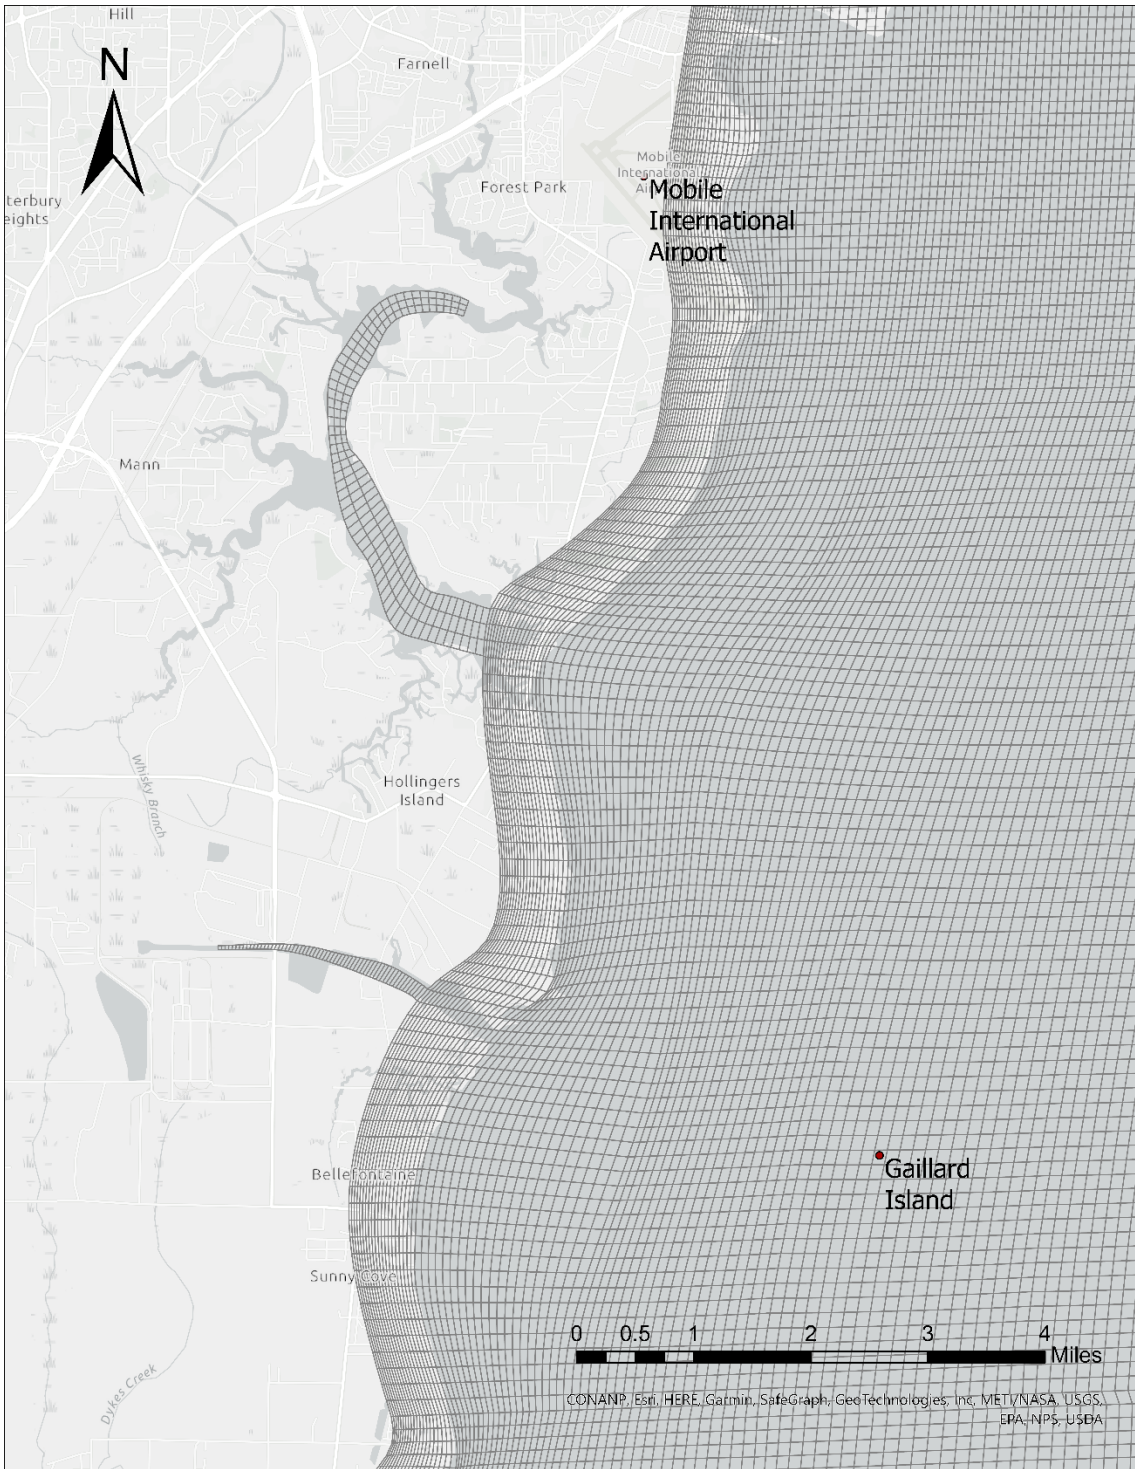 Hill
N
Farnell
Mobile
International
Forest Park
Mobile
International
Airport
terbury
eights
Mann
Hollingers
Island
Whisky Branch
Gaillard
Island
Bellefontaine
Sunny Cove
Dykes Creek
0 0.5 1 2 3 4
Miles
CONANP, Esri, HERE, Garmin, SafeGraph, GeoTechnologies, Inc, METI/NASA, USGS,
EPA, NPS, USDA